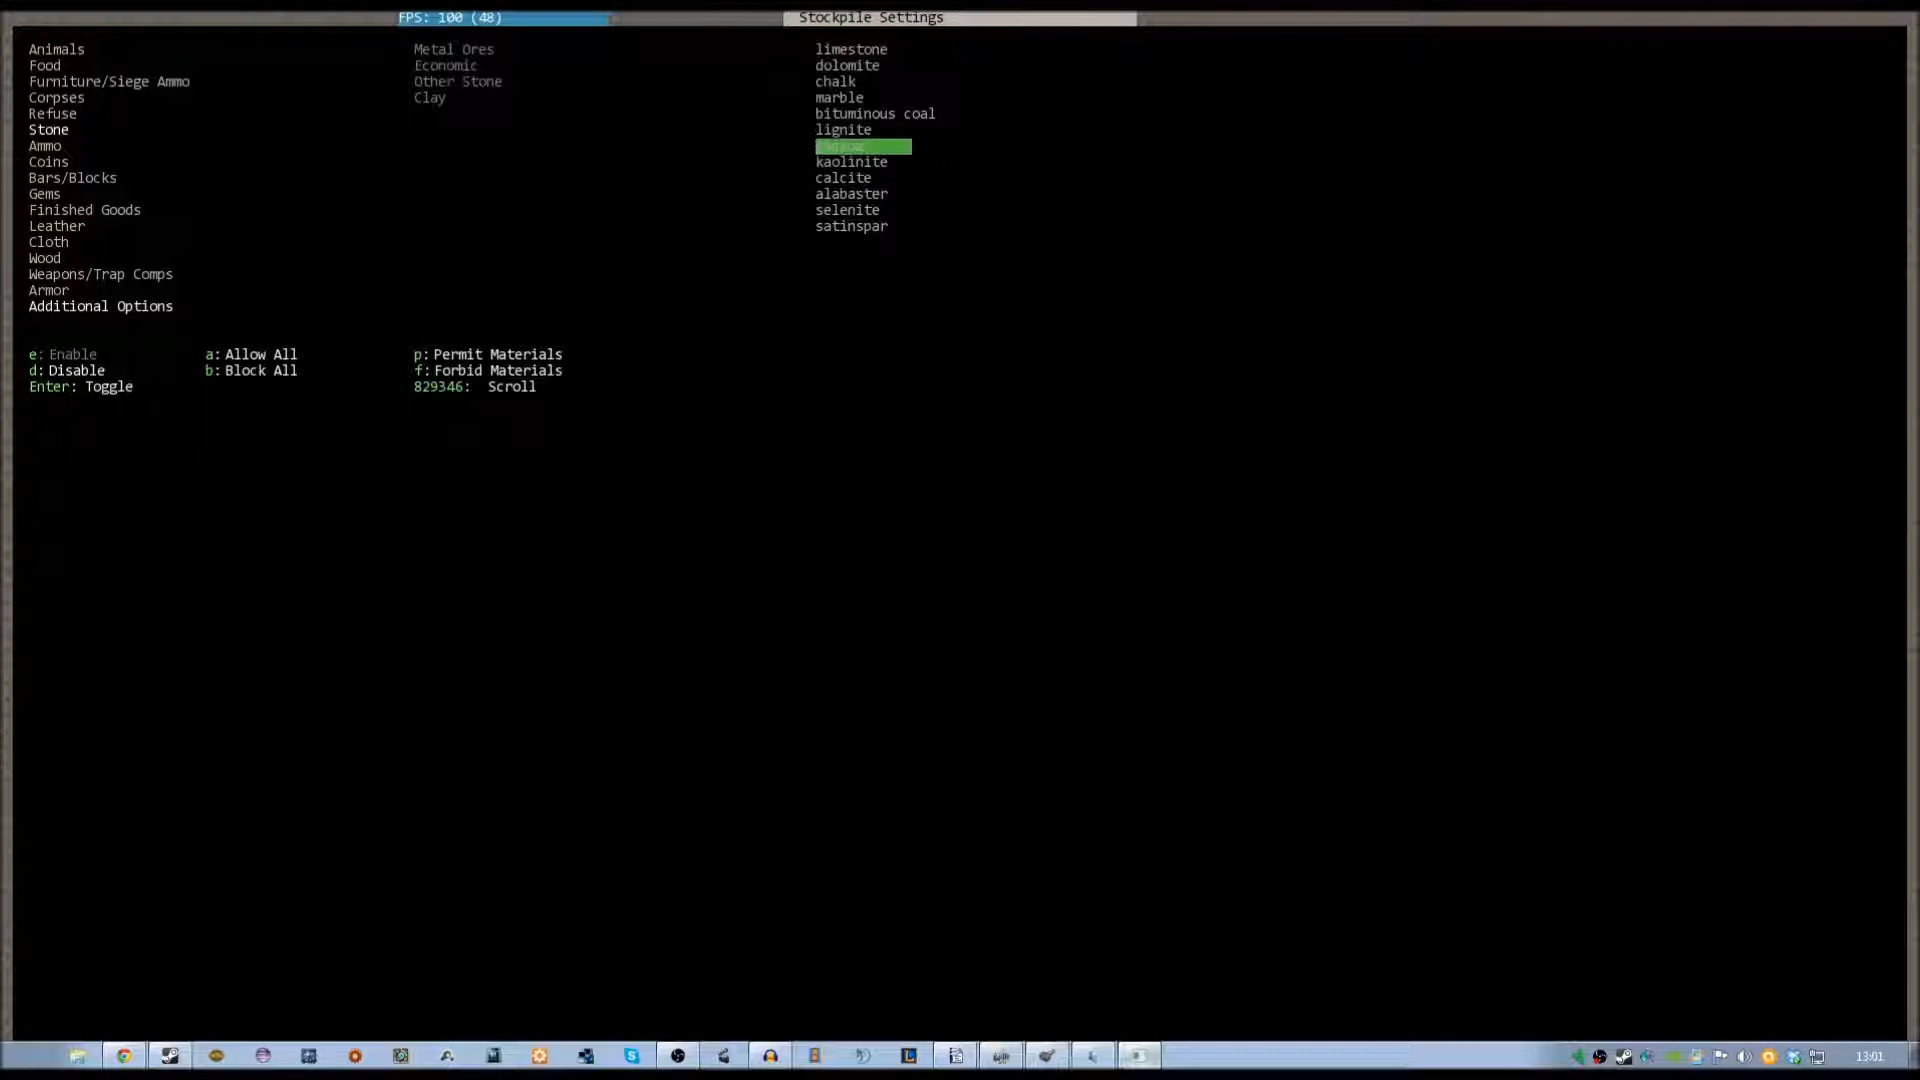 FPS: 100 (48)
Stockpile Settings
Animals
Food
Furniture/Siege Ammo
Corpses
Refuse
Stone
Ammo
Coins
Bars/Blocks
Gems
Finished Goods
Leather
Cloth
Wood
Weapons/Trap Comps
Armor
Additional Options
Metal Ores
Economic
Other Stone
Clay
limestone
dolomite
chalk
marble
bituminous coal
lignite
kaolinite
calcite
alabaster
selenite
satinspar
e: Enable
d: Disable
Enter: Toggle
a: Allow All
b: Block All
p: Permit Materials
f: Forbid Materials
829346: Scroll
13:01